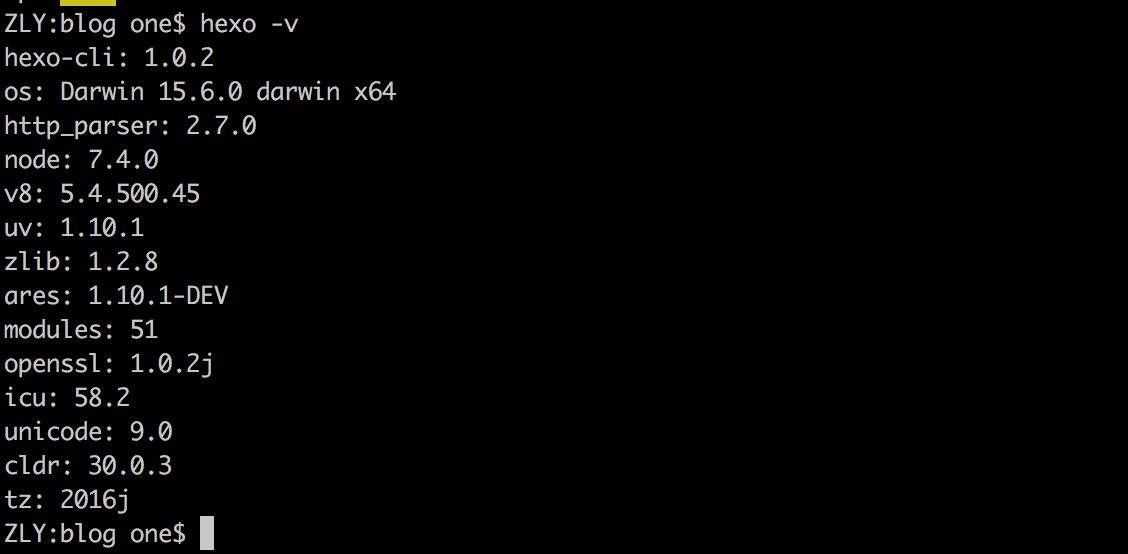 ZLY:blog one$ hexo -v
hexo-cli: 1.0.2
os: Darwin 15.6.0 darwin x64
http_parser: 2.7.0
node: 7.4.0
v8: 5.4.500.45
uv: 1.10.1
zlib: 1.2.8
ares: 1.10.1-DEV
modules: 51
openssl: 1.0.2j
icu: 58.2
unicode: 9.0
cldr: 30.0.3
tz: 2016j
ZLY:blog one$